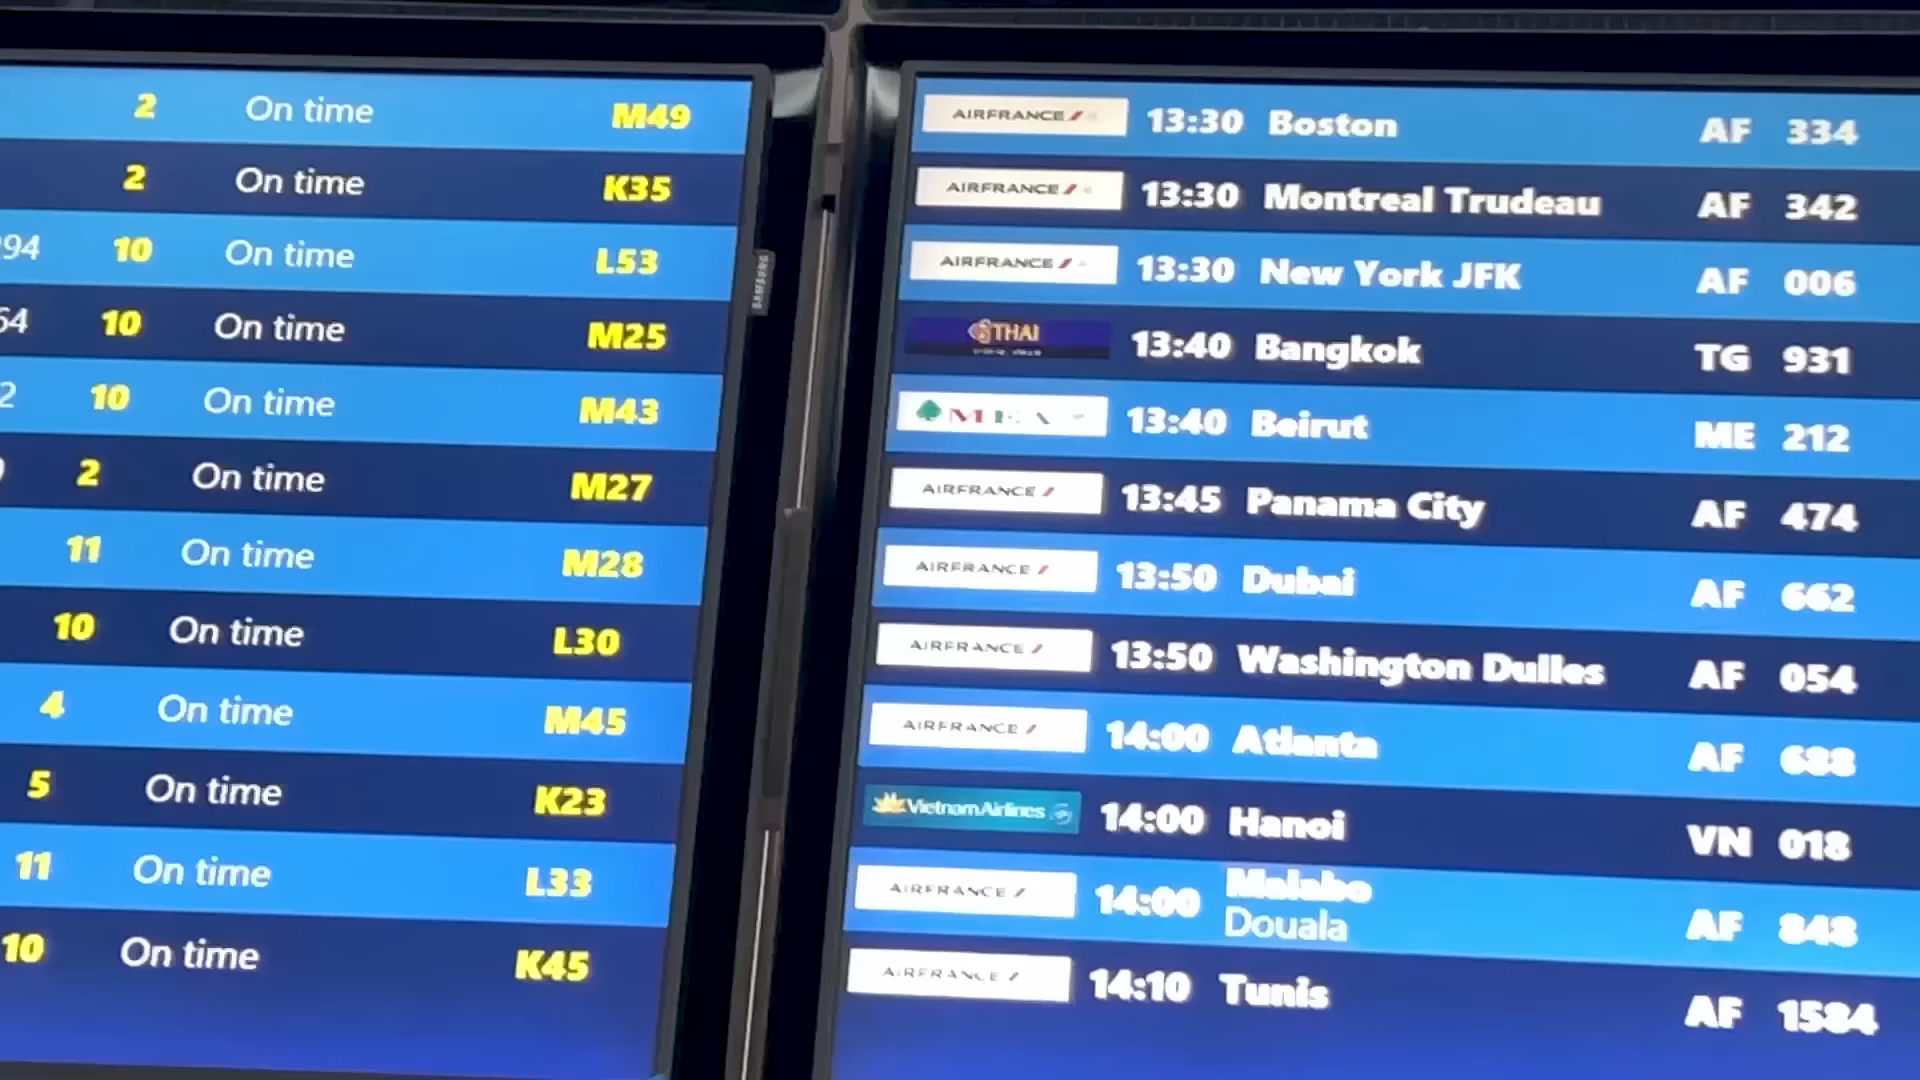 2 On time M49
2 On time K35
94 10 On time L53
54 10 On time M25
2 10 On time M43
2 On time M27
11 On time M28
10 On time L30
4 On time M45
5 On time K23
11 On time L33
10 On time K45
SAMSUNG
AIRFRANCE 13:30 Boston AF 334
AIRFRANCE 13:30 Montreal Trudeau AF 342
AIRFRANCE 13:30 New York JFK AF 006
THAI 13:40 Bangkok TG 931
MEA 13:40 Beirut ME 212
AIRFRANCE 13:45 Panama City AF 474
AIRFRANCE 13:50 Dubai AF 662
AIRFRANCE 13:50 Washington Dulles AF 054
AIRFRANCE 14:00 Atlanta AF 688
Vietnam Airlines 14:00 Hanoi VN 018
AIRFRANCE 14:00 Malabo AF 848
Douala
AIRFRANCE 14:10 Tunis AF 1584